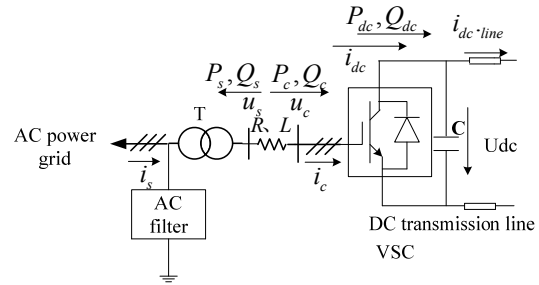 P_dc, Q_dc
i_dc·line
i_dc
P_s, Q_s P_c, Q_c
u_s u_c
T
R、L
AC power
grid
i_s
i_c
C
Udc
AC
filter
DC transmission line
VSC